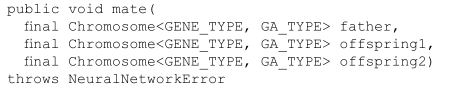 public void mate(
  final Chromosome<GENE_TYPE, GA_TYPE> father,
  final Chromosome<GENE_TYPE, GA_TYPE> offspring1,
  final Chromosome<GENE_TYPE, GA_TYPE> offspring2)
throws NeuralNetworkError